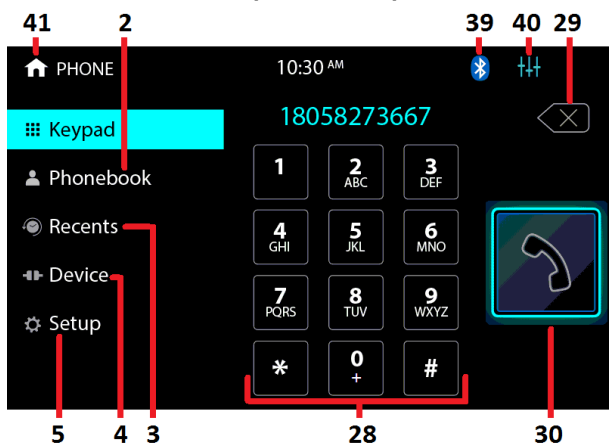 41 2 39 40 29
PHONE 10:30 AM
18058273667
Keypad
1 2 3
ABC DEF
Phonebook
Recents
4 5 6
GHI JKL MNO
Device
7 8 9
PQRS TUV WXYZ
Setup
* 0 #
+
5 4 3 28 30